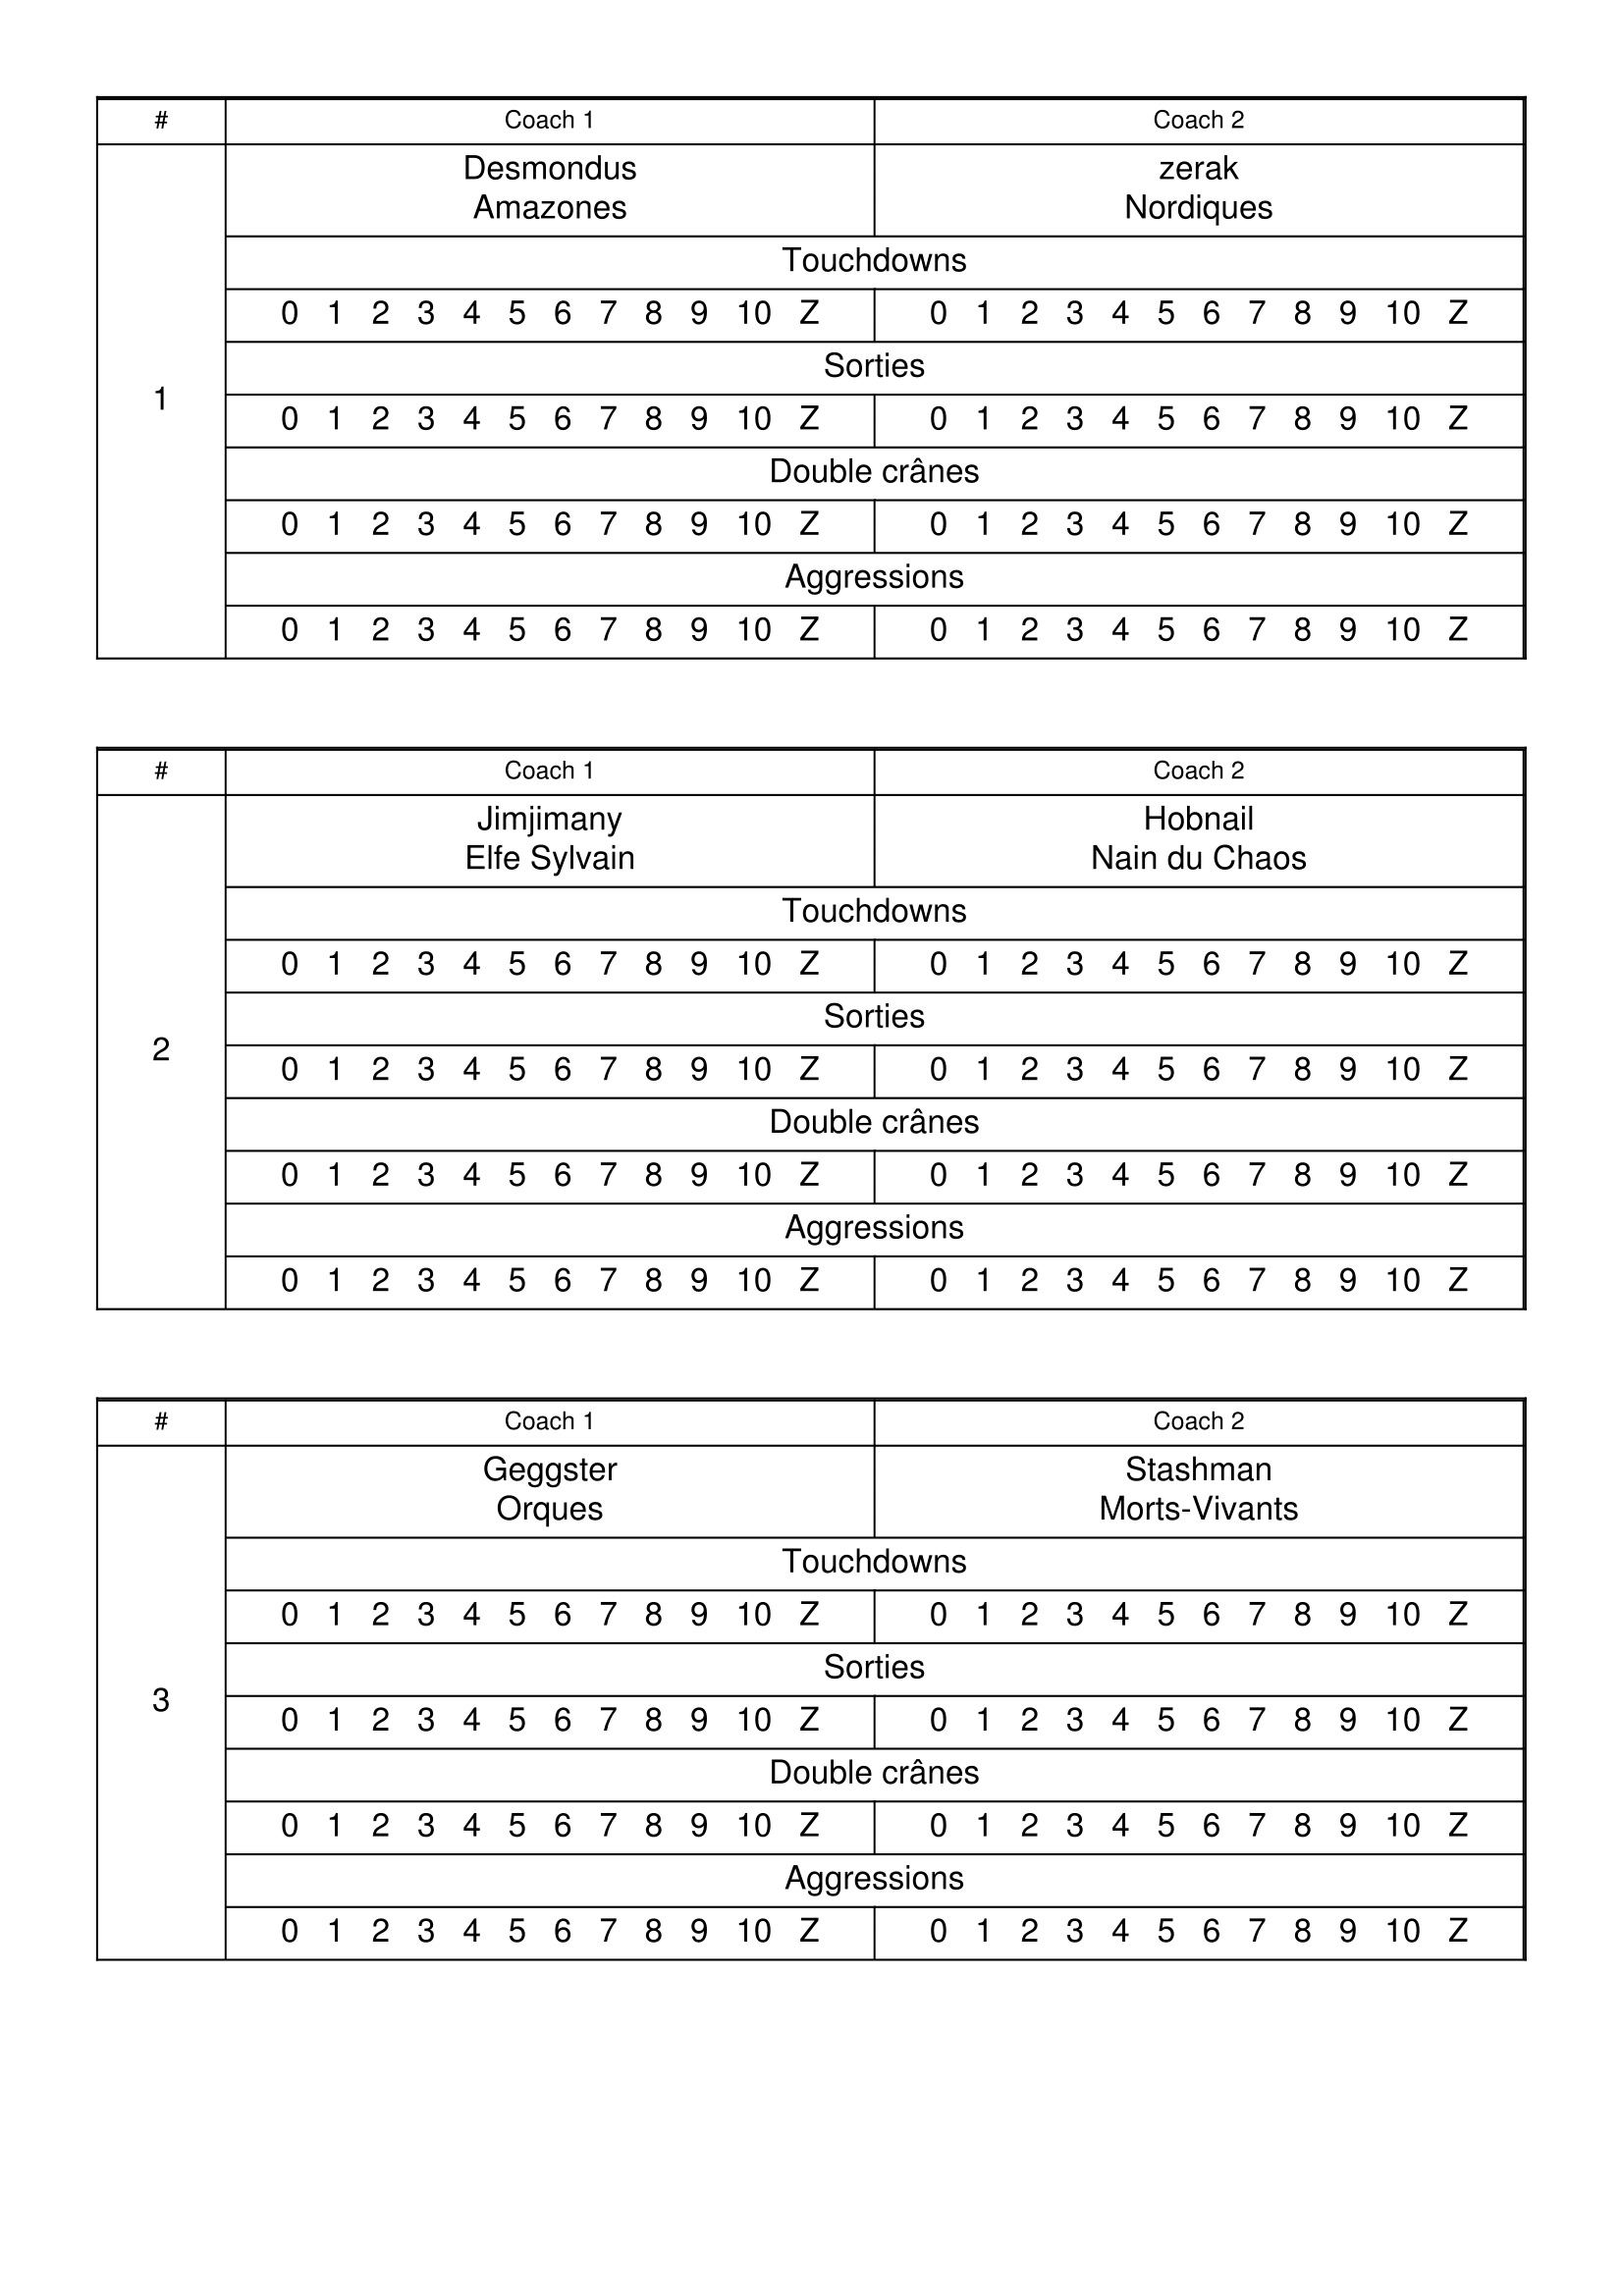 # Coach 1 Coach 2
Desmondus zerak
Amazones Nordiques
Touchdowns
0 1 2 3 4 5 6 7 8 9 10 Z 0 1 2 3 4 5 6 7 8 9 10 Z
Sorties
1
0 1 2 3 4 5 6 7 8 9 10 Z 0 1 2 3 4 5 6 7 8 9 10 Z
Double crânes
0 1 2 3 4 5 6 7 8 9 10 Z 0 1 2 3 4 5 6 7 8 9 10 Z
Aggressions
0 1 2 3 4 5 6 7 8 9 10 Z 0 1 2 3 4 5 6 7 8 9 10 Z
# Coach 1 Coach 2
Jimjimany Hobnail
Elfe Sylvain Nain du Chaos
Touchdowns
0 1 2 3 4 5 6 7 8 9 10 Z 0 1 2 3 4 5 6 7 8 9 10 Z
Sorties
2
0 1 2 3 4 5 6 7 8 9 10 Z 0 1 2 3 4 5 6 7 8 9 10 Z
Double crânes
0 1 2 3 4 5 6 7 8 9 10 Z 0 1 2 3 4 5 6 7 8 9 10 Z
Aggressions
0 1 2 3 4 5 6 7 8 9 10 Z 0 1 2 3 4 5 6 7 8 9 10 Z
# Coach 1 Coach 2
Geggster Stashman
Orques Morts-Vivants
Touchdowns
0 1 2 3 4 5 6 7 8 9 10 Z 0 1 2 3 4 5 6 7 8 9 10 Z
Sorties
3
0 1 2 3 4 5 6 7 8 9 10 Z 0 1 2 3 4 5 6 7 8 9 10 Z
Double crânes
0 1 2 3 4 5 6 7 8 9 10 Z 0 1 2 3 4 5 6 7 8 9 10 Z
Aggressions
0 1 2 3 4 5 6 7 8 9 10 Z 0 1 2 3 4 5 6 7 8 9 10 Z